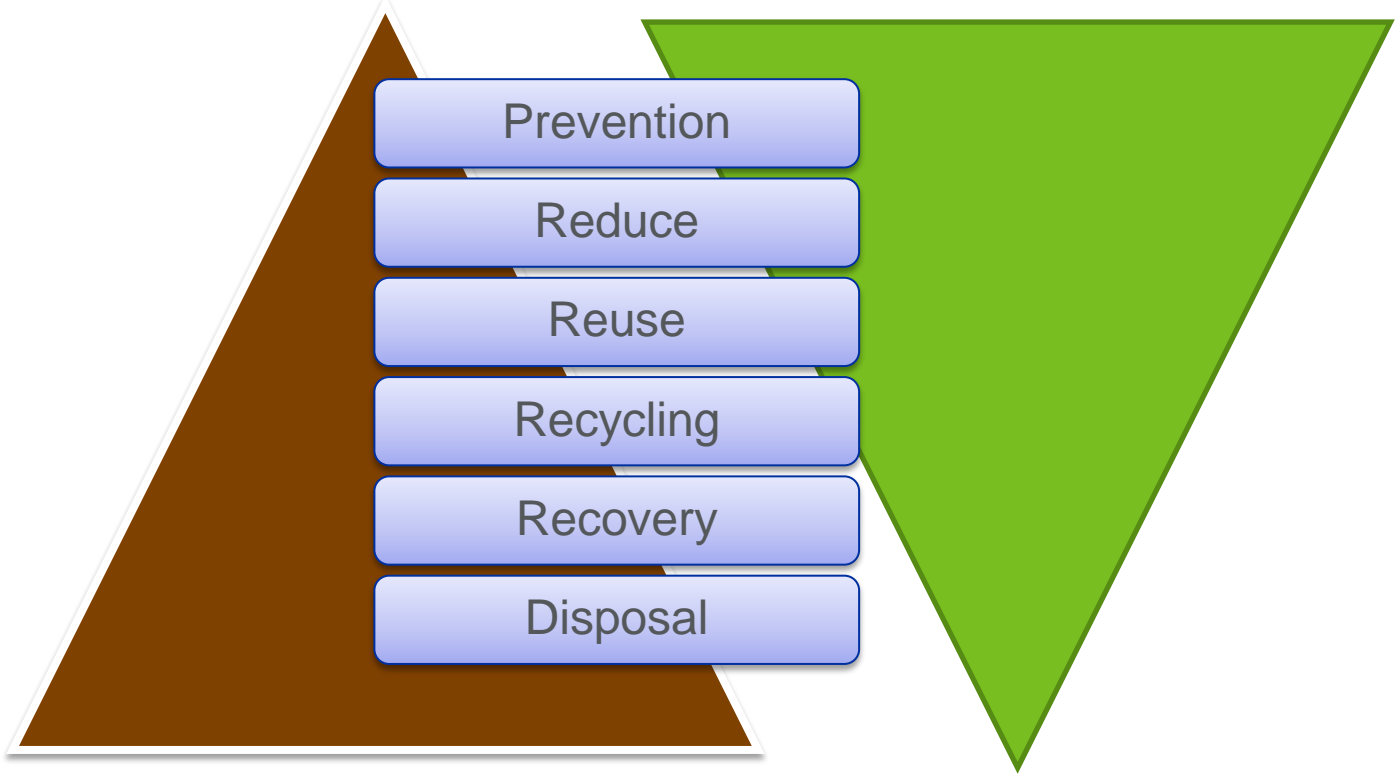 Prevention
Reduce
Reuse
Recycling
Recovery
Disposal